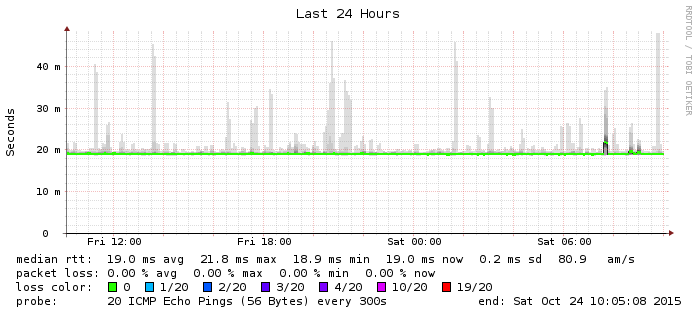 Last 24 Hours
RRDTOOL / TOBI OETIKER
Seconds
40 m
30 m
20 m
10 m
0
Fri 12:00 Fri 18:00 Sat 00:00 Sat 06:00
median rtt: 19.0 ms avg 21.8 ms max 18.9 ms min 19.0 ms now 0.2 ms sd 80.9 am/s
packet loss: 0.00 % avg 0.00 % max 0.00 % min 0.00 % now
loss color: 0 1/20 2/20 3/20 4/20 10/20 19/20
probe: 20 ICMP Echo Pings (56 Bytes) every 300s end: Sat Oct 24 10:05:08 2015